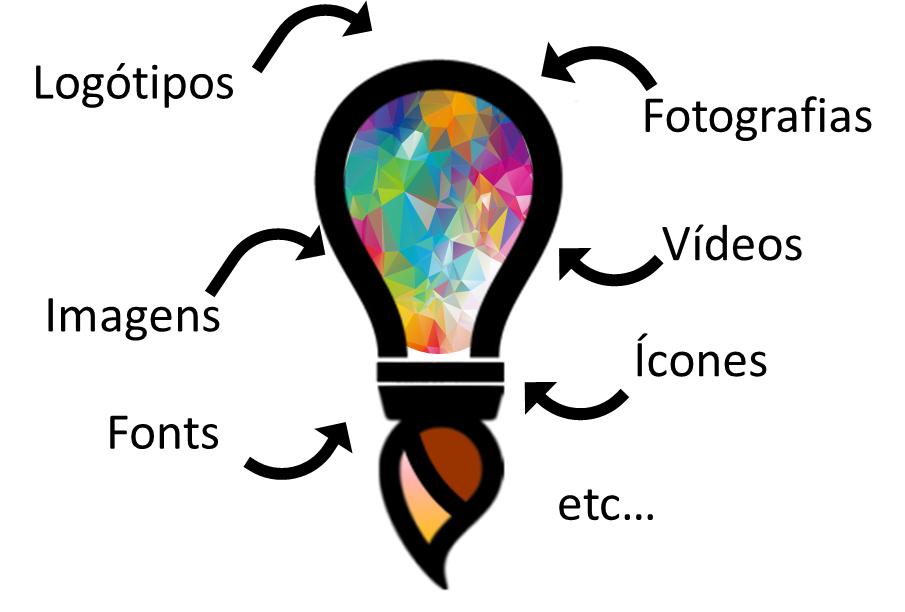 Logótipos
Fotografias
Vídeos
Imagens
Ícones
Fonts
etc...